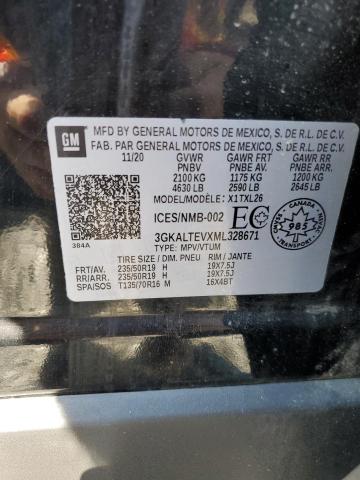 GM
MFD BY GENERAL MOTORS DE MEXICO, S. DE R.L. DE C.V.
FAB. PAR GENERAL MOTORS DE MEXICO, S. DE R.L. DE C.V.
11/20 GVWR GAWR FRT GAWR RR
PNBV PNBE AV. PNBE ARR.
2100 KG 1175 KG 1200 KG
4630 LB 2590 LB 2645 LB
MODEL/MODÈLE: X1TXL26
ICES/NMB-002 EC
CANADA
985
384A
3GKALTEVXML328671
TYPE: MPV/VTUM
TIRE SIZE / DIM. PNEU RIM / JANTE
FRT/AV. 235/50R19 H 19X7.5J
RR/ARR. 235/50R19 H 19X7.5J
SPA/SOS T135/70R16 M 16X4BT